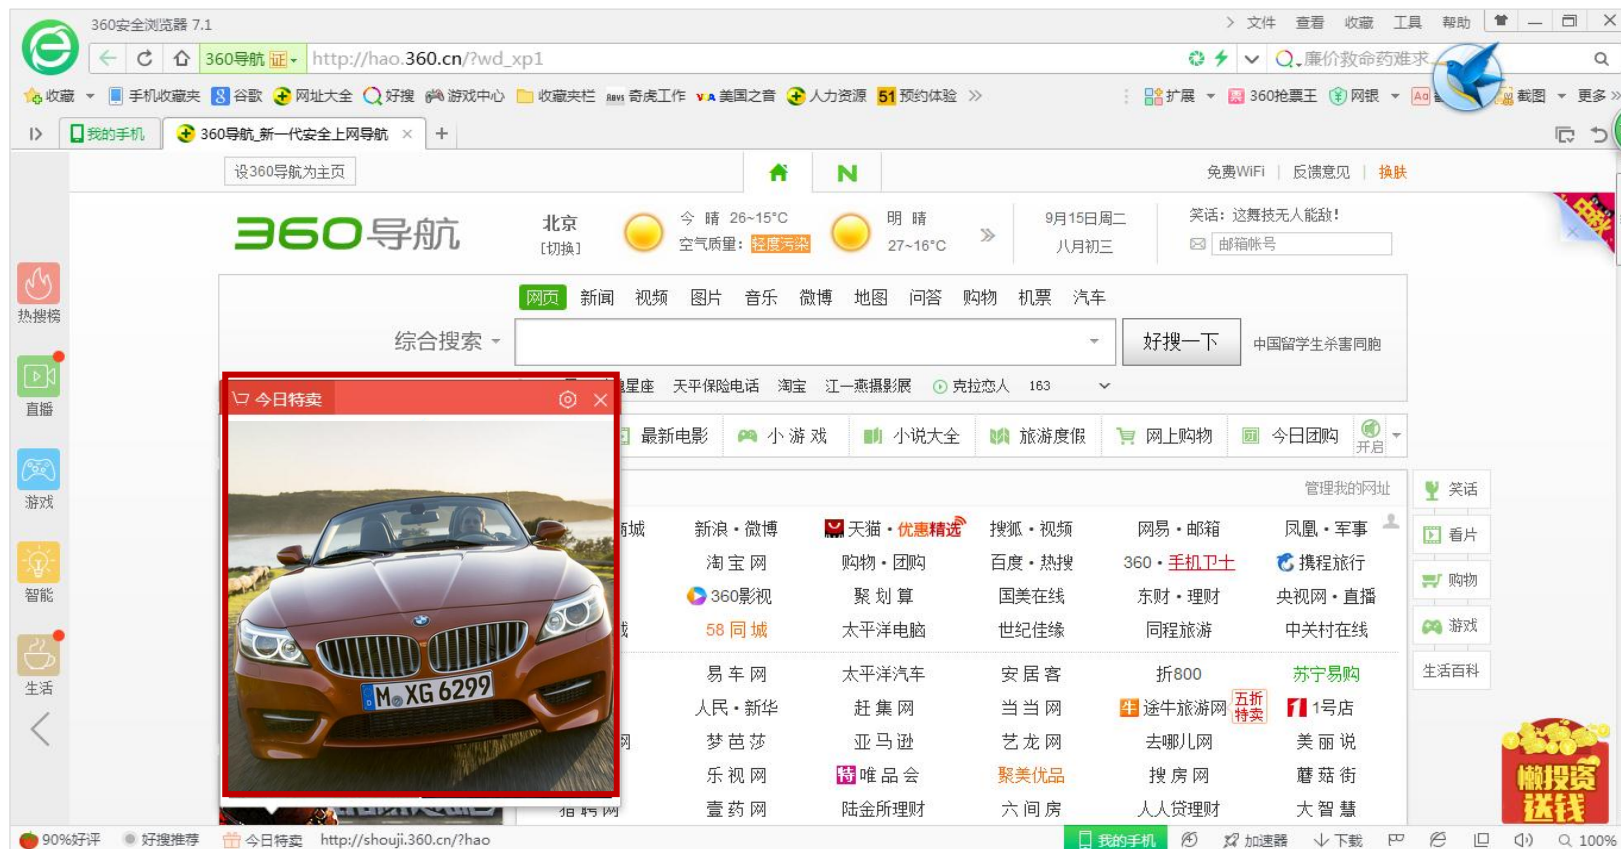 360安全浏览器 7.1
文件 查看 收藏 工具 帮助
360导航 证 http://hao.360.cn/?wd_xp1 廉价救命药难求
收藏 手机收藏夹 谷歌 网址大全 好搜 游戏中心 收藏夹栏 奇虎工作 美国之音 人力资源 51 预约体验 扩展 360抢票王 网银 截图 更多
我的手机 360导航_新一代安全上网导航
设360导航为主页 免费WiFi 反馈意见 换肤
360导航 北京 [切换] 今 晴 26~15°C 空气质量: 轻度污染 明 晴 27~16°C 9月15日周二 八月初三 笑话: 这舞技无人能敌! 邮箱帐号
热搜榜
直播
游戏
智能
生活
网页 新闻 视频 图片 音乐 微博 地图 问答 购物 机票 汽车
综合搜索 好搜一下 中国留学生杀害同胞
星座 天平保险电话 淘宝 江一燕摄影展 克拉恋人 163
今日特卖
M XG 6299
最新电影 小游戏 小说大全 旅游度假 网上购物 今日团购 开启
管理我的网址
商城 新浪·微博 天猫·优惠精选 搜狐·视频 网易·邮箱 凤凰·军事
淘宝网 购物·团购 百度·热搜 360·手机卫士 携程旅行
360影视 聚划算 国美在线 东财·理财 央视网·直播
58同城 太平洋电脑 世纪佳缘 同程旅游 中关村在线
易车网 太平洋汽车 安居客 折800 苏宁易购
人民·新华 赶集网 当当网 途牛旅游网 五折特卖 1号店
梦芭莎 亚马逊 艺龙网 去哪儿网 美丽说
乐视网 特 唯品会 聚美优品 搜房网 蘑菇街
猎聘网 壹药网 陆金所理财 六间房 人人贷理财 大智慧
笑话
看片
购物
游戏
生活百科
懒投资
送钱
90%好评 好搜推荐 今日特卖 http://shouji.360.cn/?hao 我的手机 加速器 下载 100%